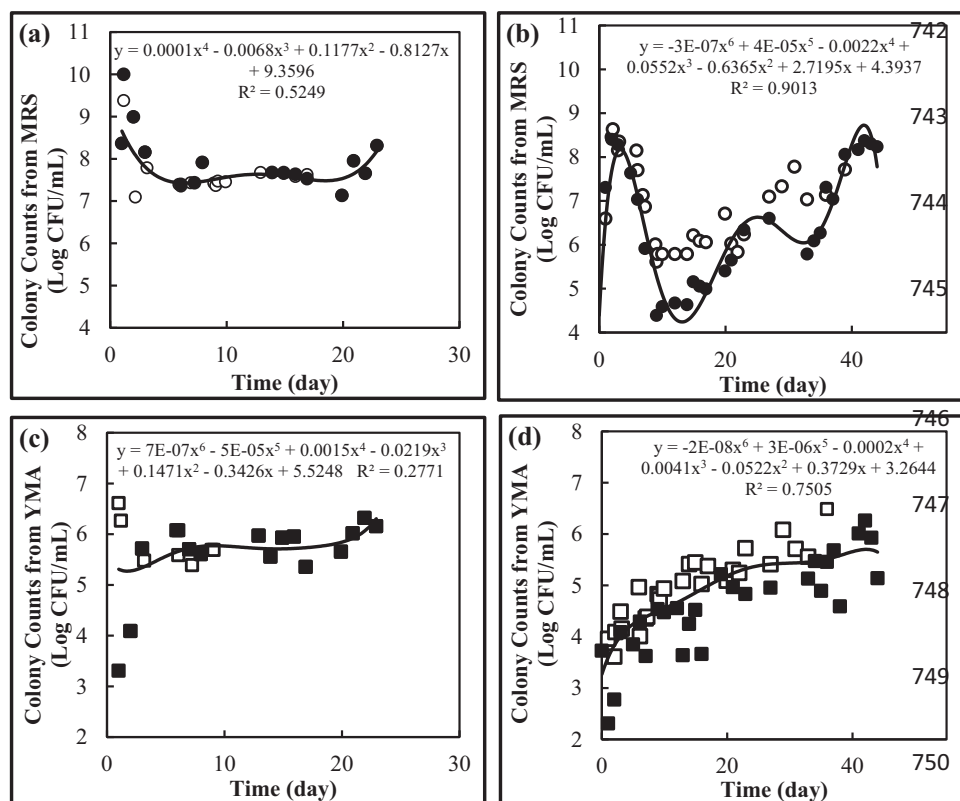 (a)
y = 0.0001x⁴ - 0.0068x³ + 0.1177x² - 0.8127x
+ 9.3596
R² = 0.5249
11
10
9
8
7
6
5
4
0
10
20
30
Colony Counts from MRS
(Log CFU/mL)
Time (day)
(b)
y = -3E-07x⁶ + 4E-05x⁵ - 0.0022x⁴ +
0.0552x³ - 0.6365x² + 2.7195x + 4.3937
R² = 0.9013
11
10
9
8
7
6
5
4
0
20
40
Colony Counts from MRS
(Log CFU/mL)
Time (day)
742
743
744
745
(c)
y = 7E-07x⁶ - 5E-05x⁵ + 0.0015x⁴ - 0.0219x³
+ 0.1471x² - 0.3426x + 5.5248 R² = 0.2771
8
7
6
5
4
3
2
0
10
20
30
Colony Counts from YMA
(Log CFU/mL)
Time (day)
(d)
y = -2E-08x⁶ + 3E-06x⁵ - 0.0002x⁴ +
0.0041x³ - 0.0522x² + 0.3729x + 3.2644
R² = 0.7505
8
7
6
5
4
3
2
0
20
40
Colony Counts from YMA
(Log CFU/mL)
Time (day)
746
747
748
749
750